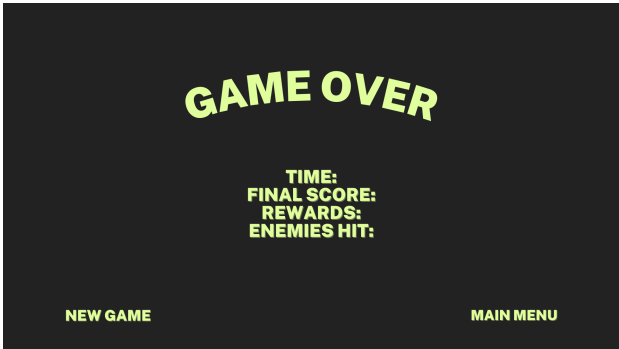 GAME OVER
TIME:
FINAL SCORE:
REWARDS:
ENEMIES HIT:
NEW GAME
MAIN MENU